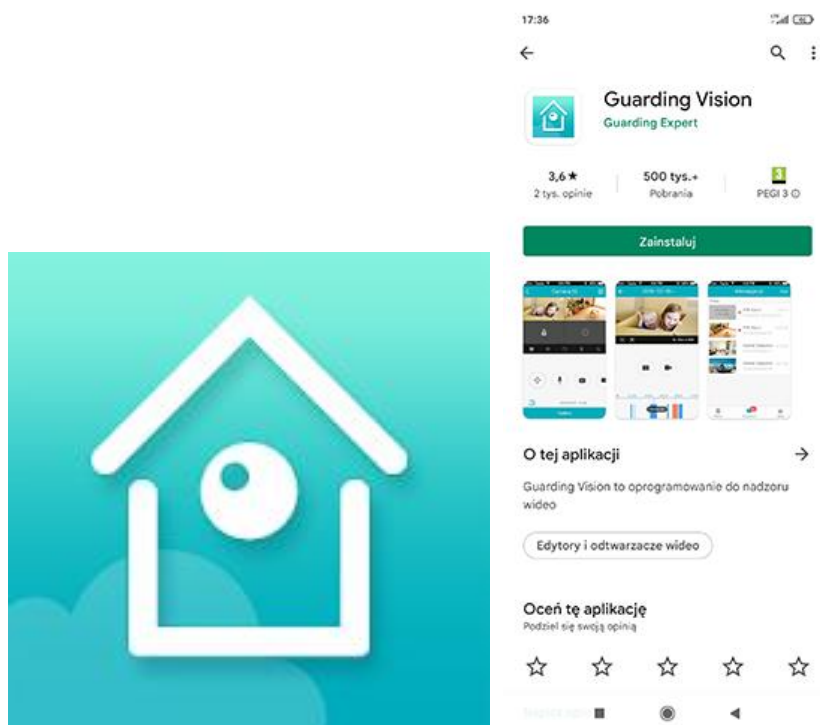 17:36
Guarding Vision
Guarding Expert
3,6★
500 tys.+
3
2 tys. opinie
Pobrania
PEGI 3
Zainstaluj
O tej aplikacji
Guarding Vision to oprogramowanie do nadzoru
wideo
Edytory i odtwarzacze wideo
Oceń tę aplikację
Podziel się swoją opinią